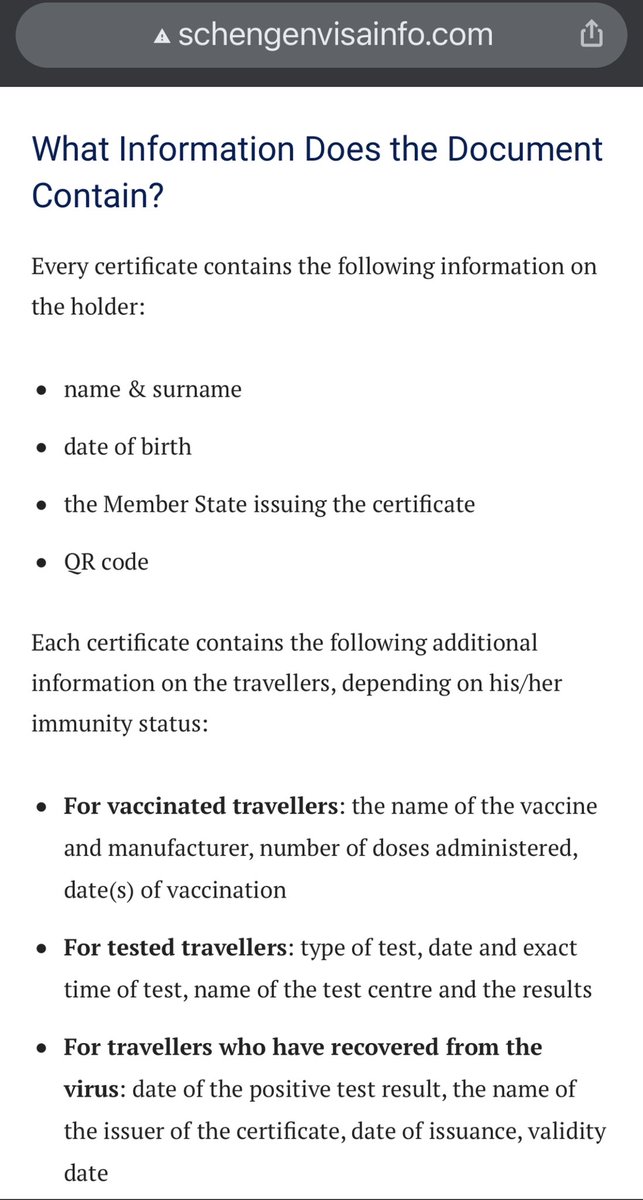 schengenvisainfo.com
What Information Does the Document
Contain?
Every certificate contains the following information on
the holder:
• name & surname
• date of birth
• the Member State issuing the certificate
• QR code
Each certificate contains the following additional
information on the travellers, depending on his/her
immunity status:
• For vaccinated travellers: the name of the vaccine
and manufacturer, number of doses administered,
date(s) of vaccination
• For tested travellers: type of test, date and exact
time of test, name of the test centre and the results
• For travellers who have recovered from the
virus: date of the positive test result, the name of
the issuer of the certificate, date of issuance, validity
date